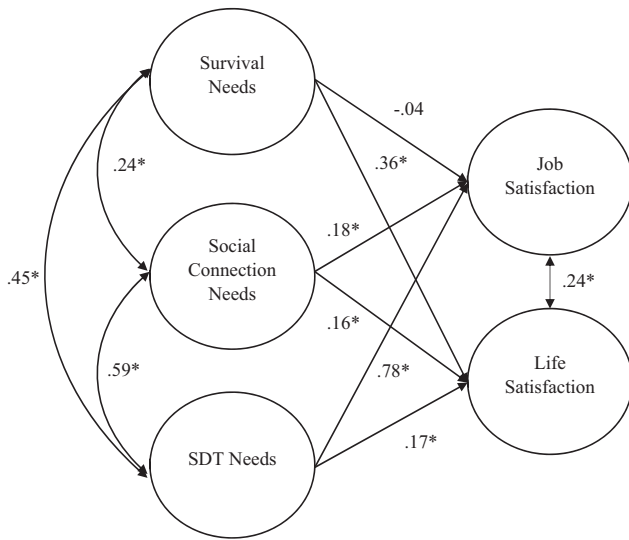 Survival
Needs
-.04
.36*
Job
Satisfaction
.24*
.18*
Social
Connection
Needs
.45*
.24*
.16*
.59*
.78*
Life
Satisfaction
SDT Needs
.17*